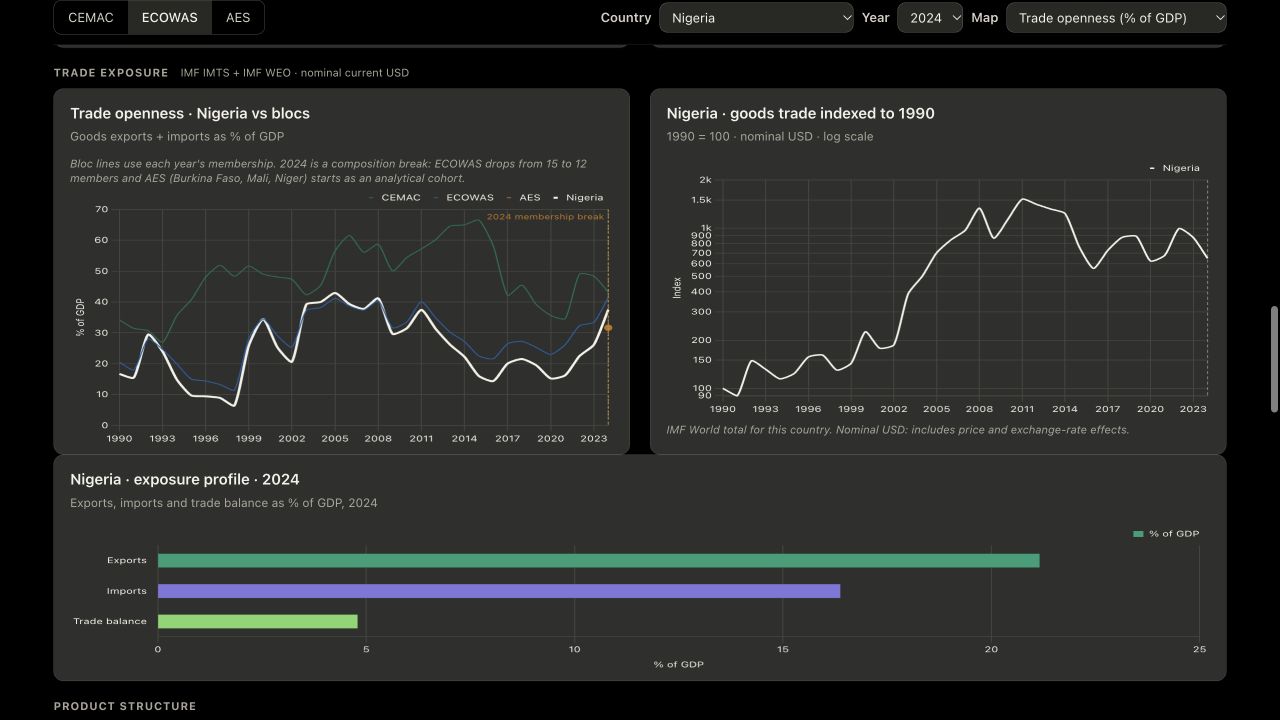 CEMAC ECOWAS AES Country Nigeria Year 2024 Map Trade openness (% of GDP)
TRADE EXPOSURE IMF IMTS + IMF WEO · nominal current USD
Trade openness · Nigeria vs blocs
Goods exports + imports as % of GDP
Bloc lines use each year's membership. 2024 is a composition break: ECOWAS drops from 15 to 12
members and AES (Burkina Faso, Mali, Niger) starts as an analytical cohort.
CEMAC ECOWAS AES Nigeria
2024 membership break
% of GDP
70
60
50
40
30
20
10
0
1990 1993 1996 1999 2002 2005 2008 2011 2014 2017 2020 2023
Nigeria · goods trade indexed to 1990
1990 = 100 · nominal USD · log scale
Nigeria
Index
2k
1.5k
1k
900
800
700
600
500
400
300
200
150
100
90
1990 1993 1996 1999 2002 2005 2008 2011 2014 2017 2020 2023
IMF World total for this country. Nominal USD: includes price and exchange-rate effects.
Nigeria · exposure profile · 2024
Exports, imports and trade balance as % of GDP, 2024
% of GDP
Exports
Imports
Trade balance
0 5 10 15 20 25
% of GDP
PRODUCT STRUCTURE